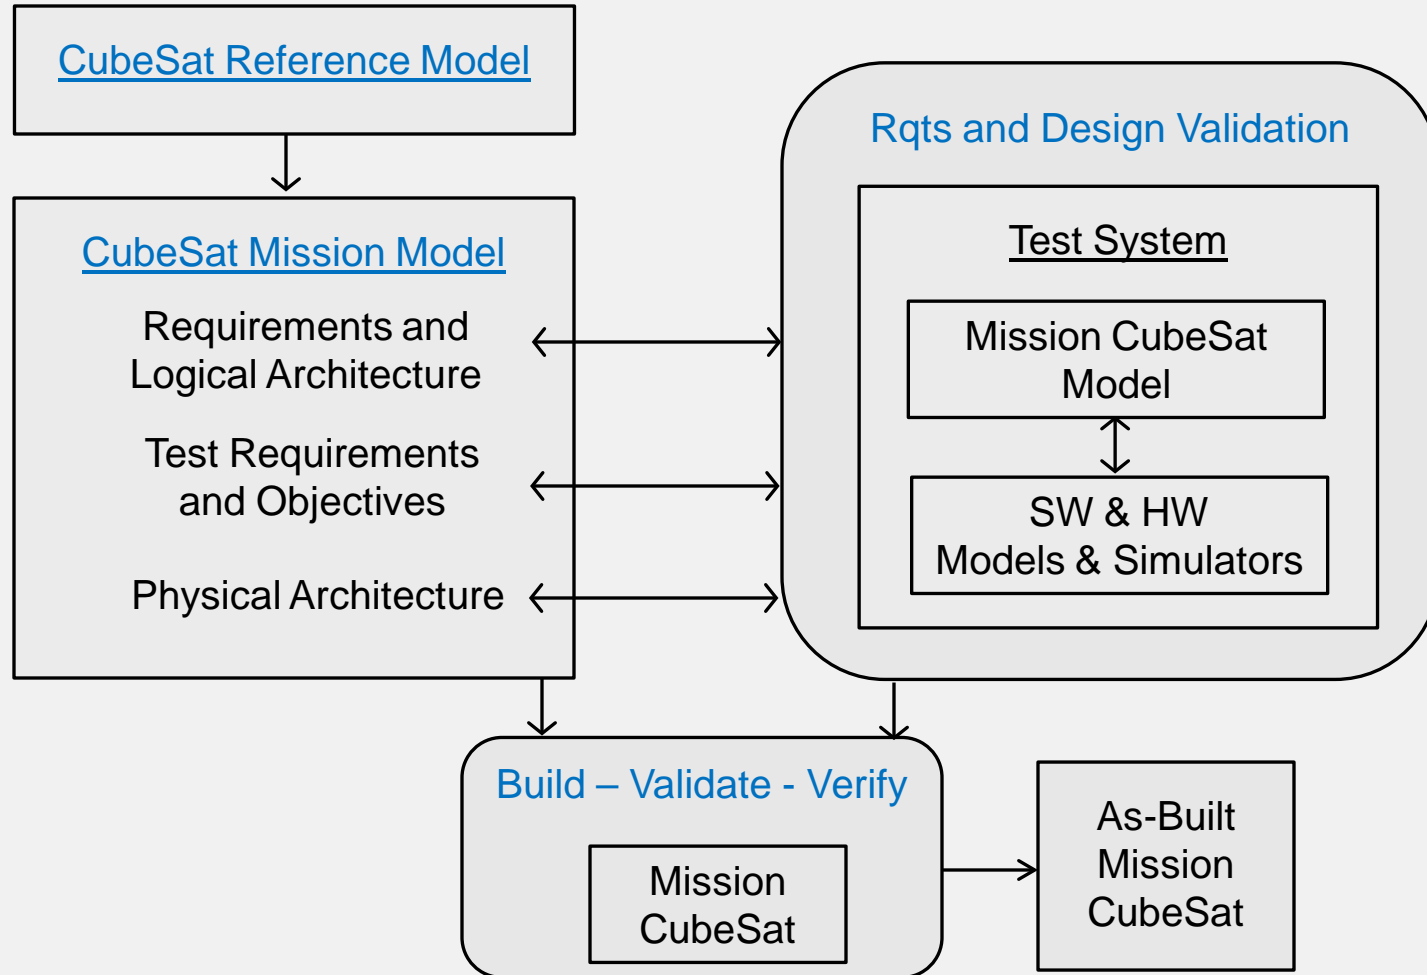 CubeSat Reference Model
CubeSat Mission Model
Requirements and
Logical Architecture
Test Requirements
and Objectives
Physical Architecture
Rqts and Design Validation
Test System
Mission CubeSat
Model
SW & HW
Models & Simulators
Build – Validate - Verify
Mission
CubeSat
As-Built
Mission
CubeSat